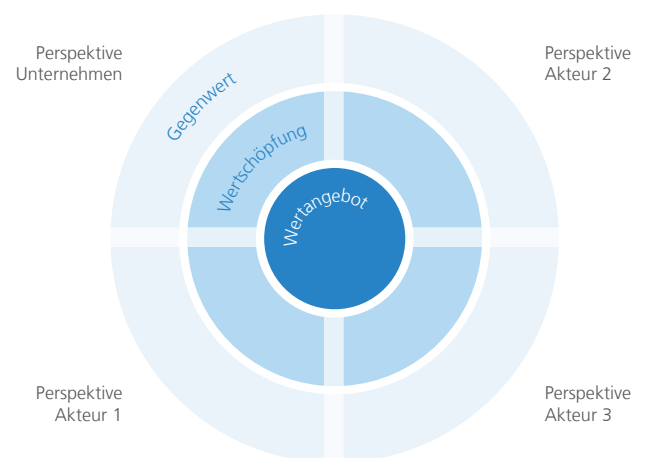 Perspektive
Unternehmen
Perspektive
Akteur 2
Gegenwert
Wertschöpfung
Wertangebot
Perspektive
Akteur 1
Perspektive
Akteur 3